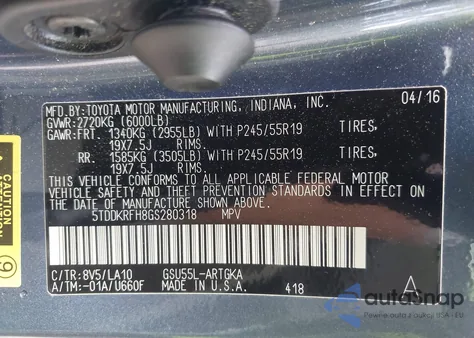 MFD.BY:TOYOTA MOTOR MANUFACTURING, INDIANA, INC. 04/16
GVWR:2720KG (6000LB)
GAWR:FRT. 1340KG (2955LB) WITH P245/55R19 TIRES,
19X7.5J RIMS.
RR. 1585KG (3505LB) WITH P245/55R19 TIRES,
19X7.5J RIMS.
THIS VEHICLE CONFORMS TO ALL APPLICABLE FEDERAL MOTOR
VEHICLE SAFETY AND THEFT PREVENTION STANDARDS IN EFFECT ON THE
DATE OF MANUFACTURE SHOWN ABOVE.
5TDDKRFH8GS280318 MPV
C/TR:8V5/LA10 GSU55L-ARTGKA
A/TM:-01A/U660F MADE IN U.S.A. 418 A
9
autoSnap